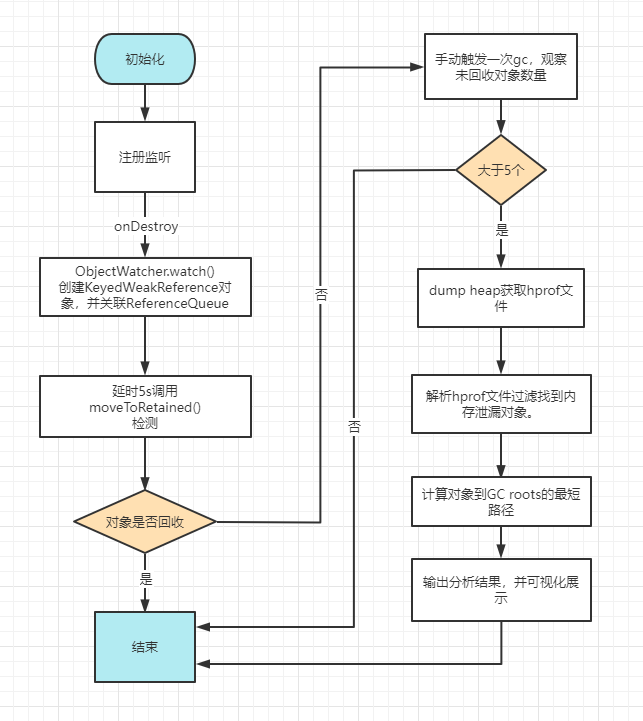 初始化
注册监听
onDestroy
ObjectWatcher.watch()
创建KeyedWeakReference对
象，并关联ReferenceQueue
延时5s调用
moveToRetained()
检测
对象是否回收
是
结束
否
手动触发一次gc，观察
未回收对象数量
大于5个
是
否
dump heap获取hprof文
件
解析hprof文件过滤找到内
存泄漏对象。
计算对象到GC roots的最短
路径
输出分析结果，并可视化展
示